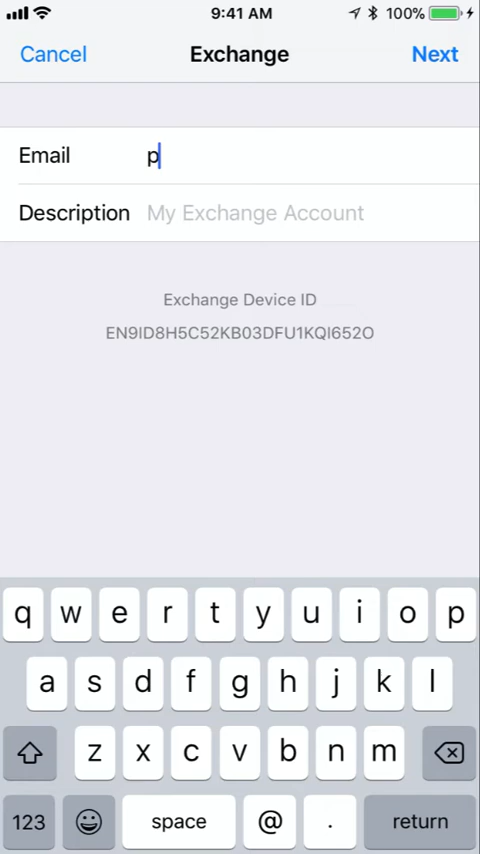 9:41 AM 100%
Cancel Exchange Next
Email p
Description My Exchange Account
Exchange Device ID
EN9ID8H5C52KB03DFU1KQI652O
q w e r t y u i o p
a s d f g h j k l
z x c v b n m
123 space @ . return